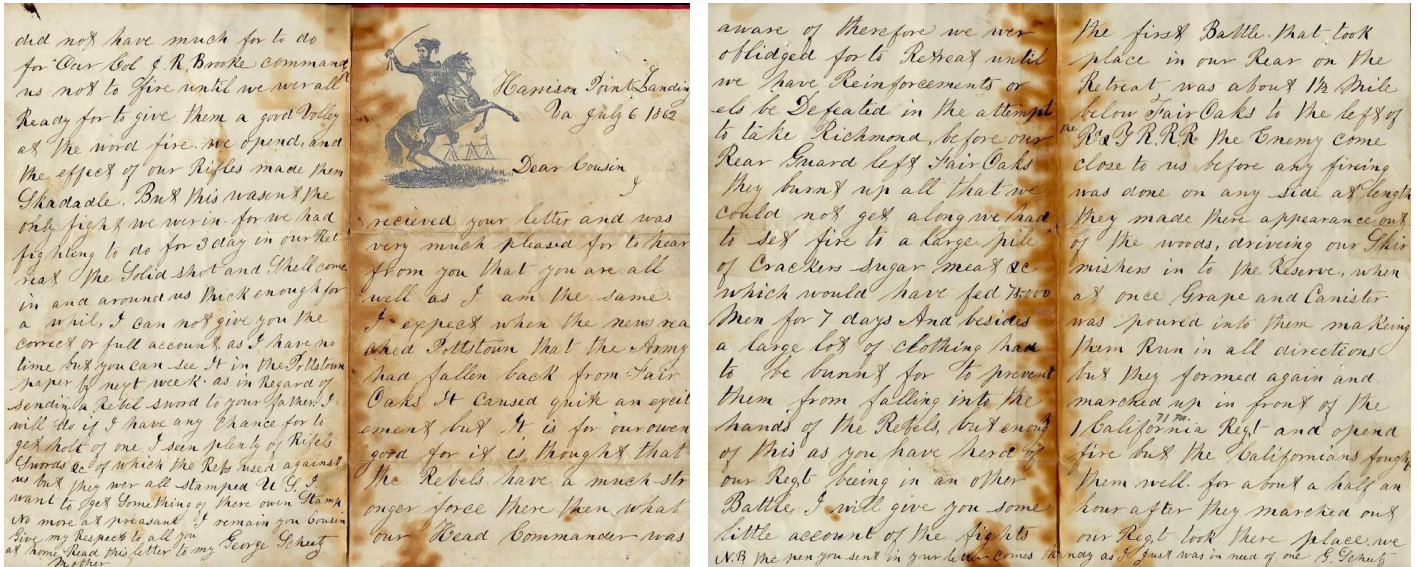 Harrison Point Landing
Va July 6 1862
Dear Cousin
I
recieved your letter and was
very much pleased for to hear
from you that you are all
well as I am the same.
I expect when the news rea
ched Pottstown that the Army
had fallen back from Fair
Oaks It caused quit an excit
ement but It is for our owen
good for it is thought that
the Rebels have a much str
onger force there then what
our Head Commander was
aware of therefore we wer
oblidged for to Retreat until
we have Reinforcements or
els be Defeated in the attempt
to take Richmond, before our
Rear Guard left Fair Oaks
they burnt up all that we
could not get along we had
to set fire to a large pile
of Crackers sugar meat &c
which would have fed
Men for 7 days And besides
a large lot of clothing had
to be burnt for to prevent
them from falling into the
hands of the Rebels, but enough
of this as you have herd of
our Regt beeing in an other
Battle, I will give you some
little account of the fights
the first Battle that took
place in our Rear on the
Retreat was about 1½ Mile
below Fair Oaks to the left of
the R & Y R.R.R the Enemy come
close to us before any fireing
was done on any side at length
they made there appearance out
of the woods, driveing our Skir
mishers in to the Reserve, when
at once Grape and Canister
was poured into them makeing
them Run in all directions
but they formed again and
marched up in front of the
1 California Regt 71 Pa. and opend
fire but the Californians fought
them well for about a half an
hour after they marched out
our Regt took there place. we
did not have much for to do
for Our Col J. R. Brooke command
us not to fire until we wer all
Ready for to give them a good Volley
at the word fire, we opend, and
the effect of our Rifles made them
Skadadle. But this wasent the
only fight we wer in. for we had
fighting to do for 3 day in our Ret
reat the Solid shot and Shell come
in and around us thick enough for
a while, I can not give you the
correct or full account as I have no
time but you can see It in the Pottstown
paper by next week. as in Regard of
sending a Rebel sword to your father. I
will do if I have any Chance for to
get holt of one I seen plenty of Rifels
Swords &c of which the Rebs used against
us but they wer all stamped U S, I
want to get Something of there owen Stamp
No more at preasant I remain you Cousin
Give my Respects to all you
at home Read this letter to my George Scheetz
Mother
N.B. the pen you sent in your letter comes handy as I Just was in need of one G. Scheetz